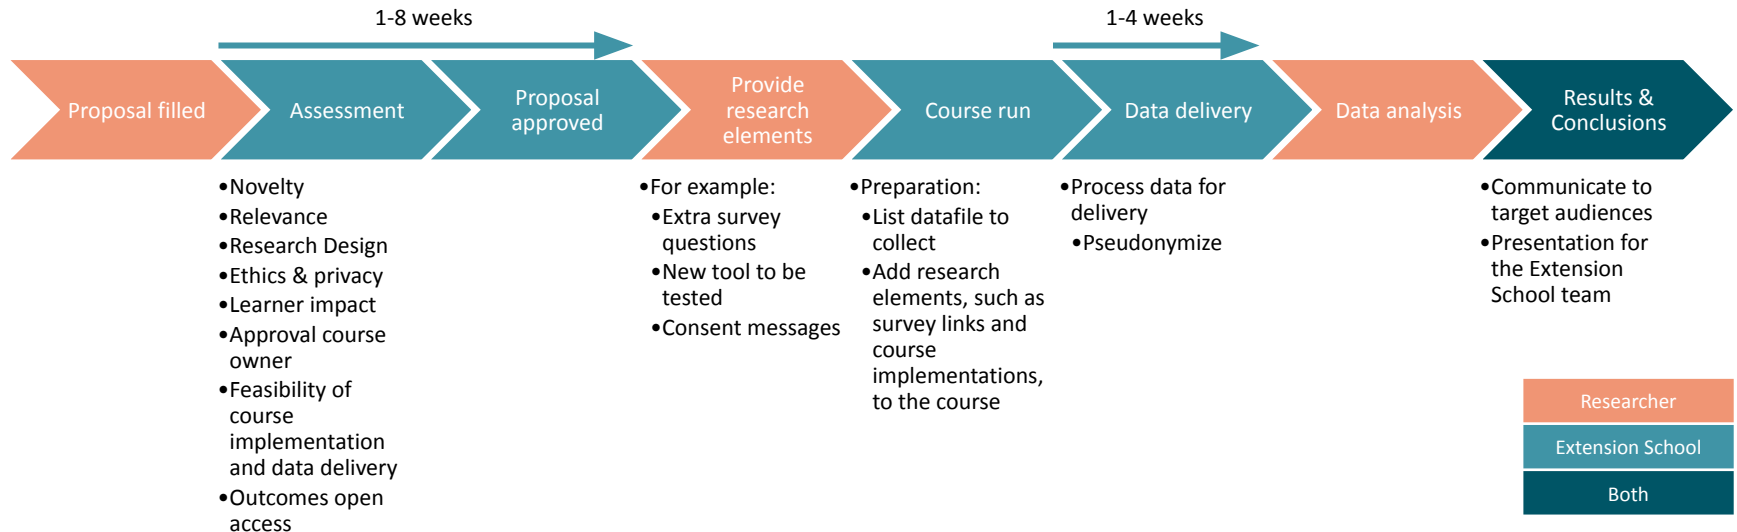 1-8 weeks
1-4 weeks
Proposal filled
Assessment
Proposal
approved
Provide
research
elements
Course run
Data delivery
Data analysis
Results &
Conclusions
•Novelty
•Relevance
•Research Design
•Ethics & privacy
•Learner impact
•Approval course
owner
•Feasibility of
course
implementation
and data delivery
•Outcomes open
access
•For example:
•Extra survey
questions
•New tool to be
tested
•Consent messages
•Preparation:
•List datafile to
collect
•Add research
elements, such as
survey links and
course
implementations,
to the course
•Process data for
delivery
•Pseudonymize
•Communicate to
target audiences
•Presentation for
the Extension
School team
Researcher
Extension School
Both